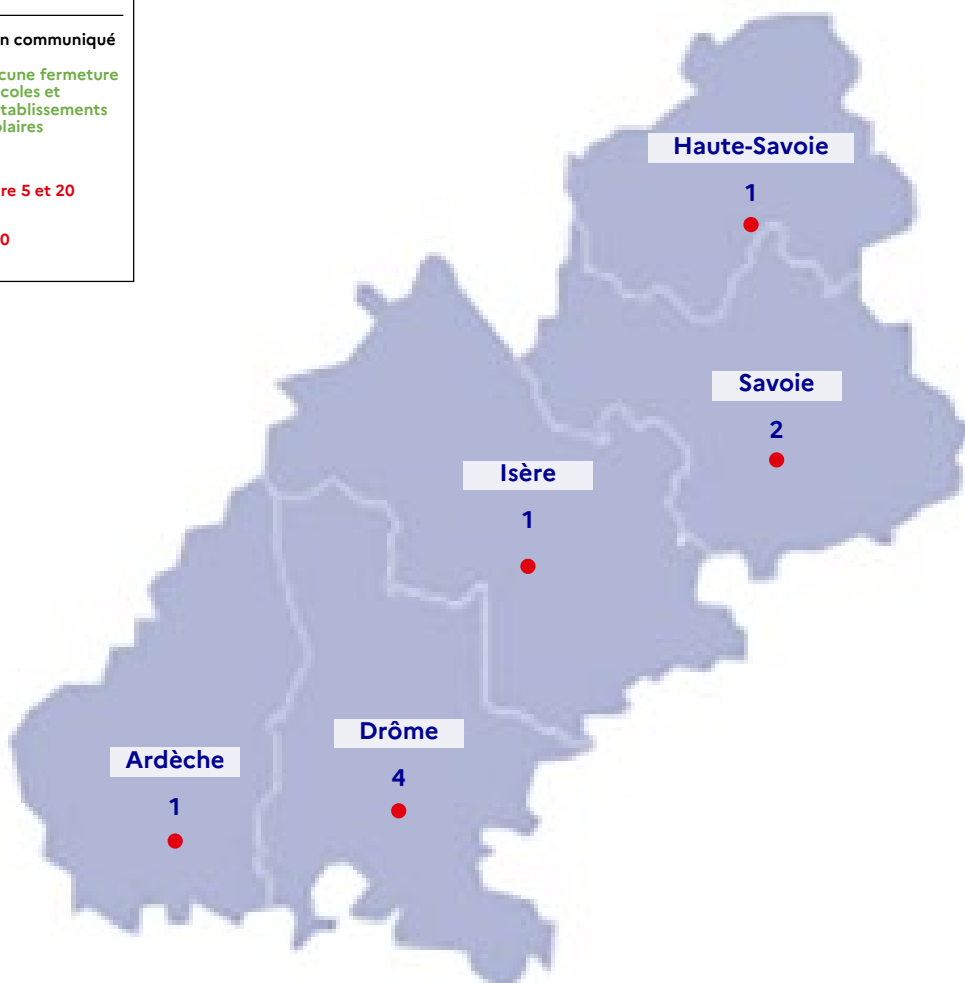 n communiqué
cune fermeture
coles et
tablissements
olaires
re 5 et 20
0
Haute-Savoie
1
Savoie
2
Isère
1
Drôme
4
Ardèche
1